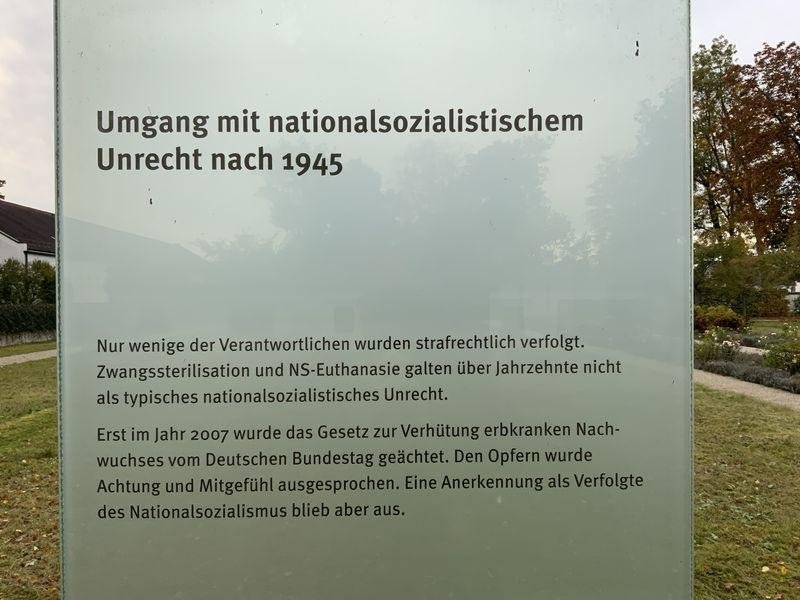 Umgang mit nationalsozialistischem
Unrecht nach 1945
Nur wenige der Verantwortlichen wurden strafrechtlich verfolgt.
Zwangssterilisation und NS-Euthanasie galten über Jahrzehnte nicht
als typisches nationalsozialistisches Unrecht.
Erst im Jahr 2007 wurde das Gesetz zur Verhütung erbkranken Nach-
wuchses vom Deutschen Bundestag geächtet. Den Opfern wurde
Achtung und Mitgefühl ausgesprochen. Eine Anerkennung als Verfolgte
des Nationalsozialismus blieb aber aus.